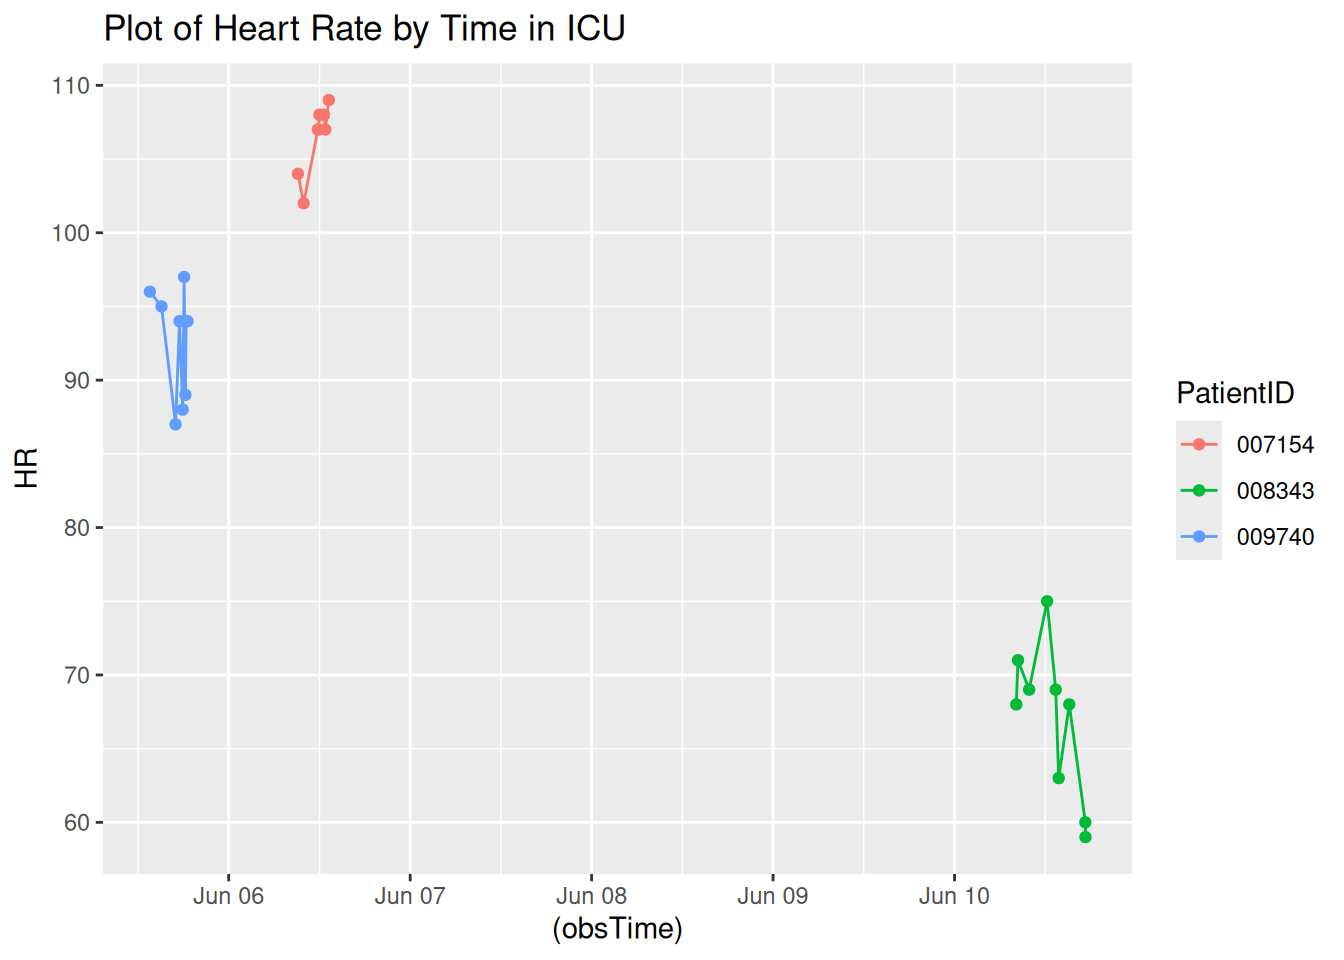 Plot of Heart Rate by Time in ICU
110
100
90
80
70
60
HR
Jun 06 Jun 07 Jun 08 Jun 09 Jun 10
(obsTime)
PatientID
007154
008343
009740